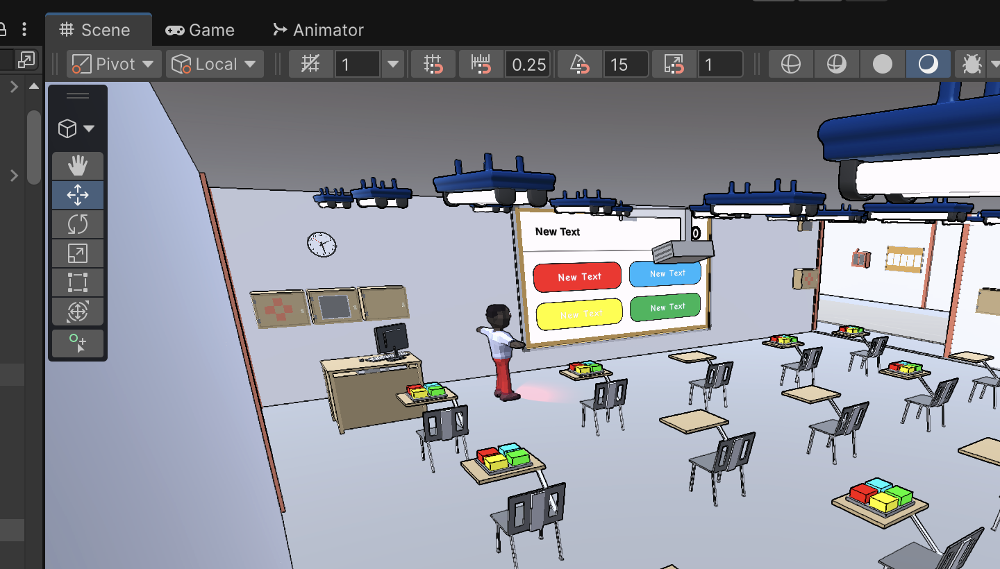 Scene
Game
Animator
Pivot
Local
1
0.25
15
1
New Text
0
New Text
New Text
New Text
New Text